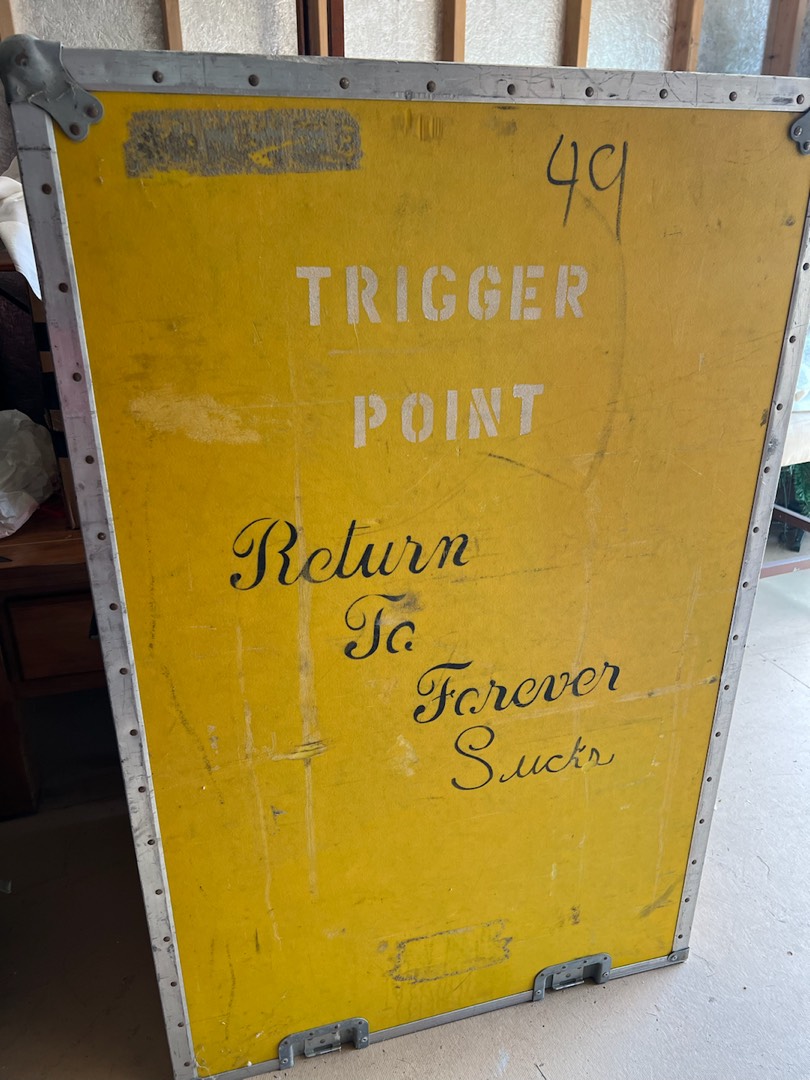 49
TRIGGER
POINT
Return
To
Forever
Sucks